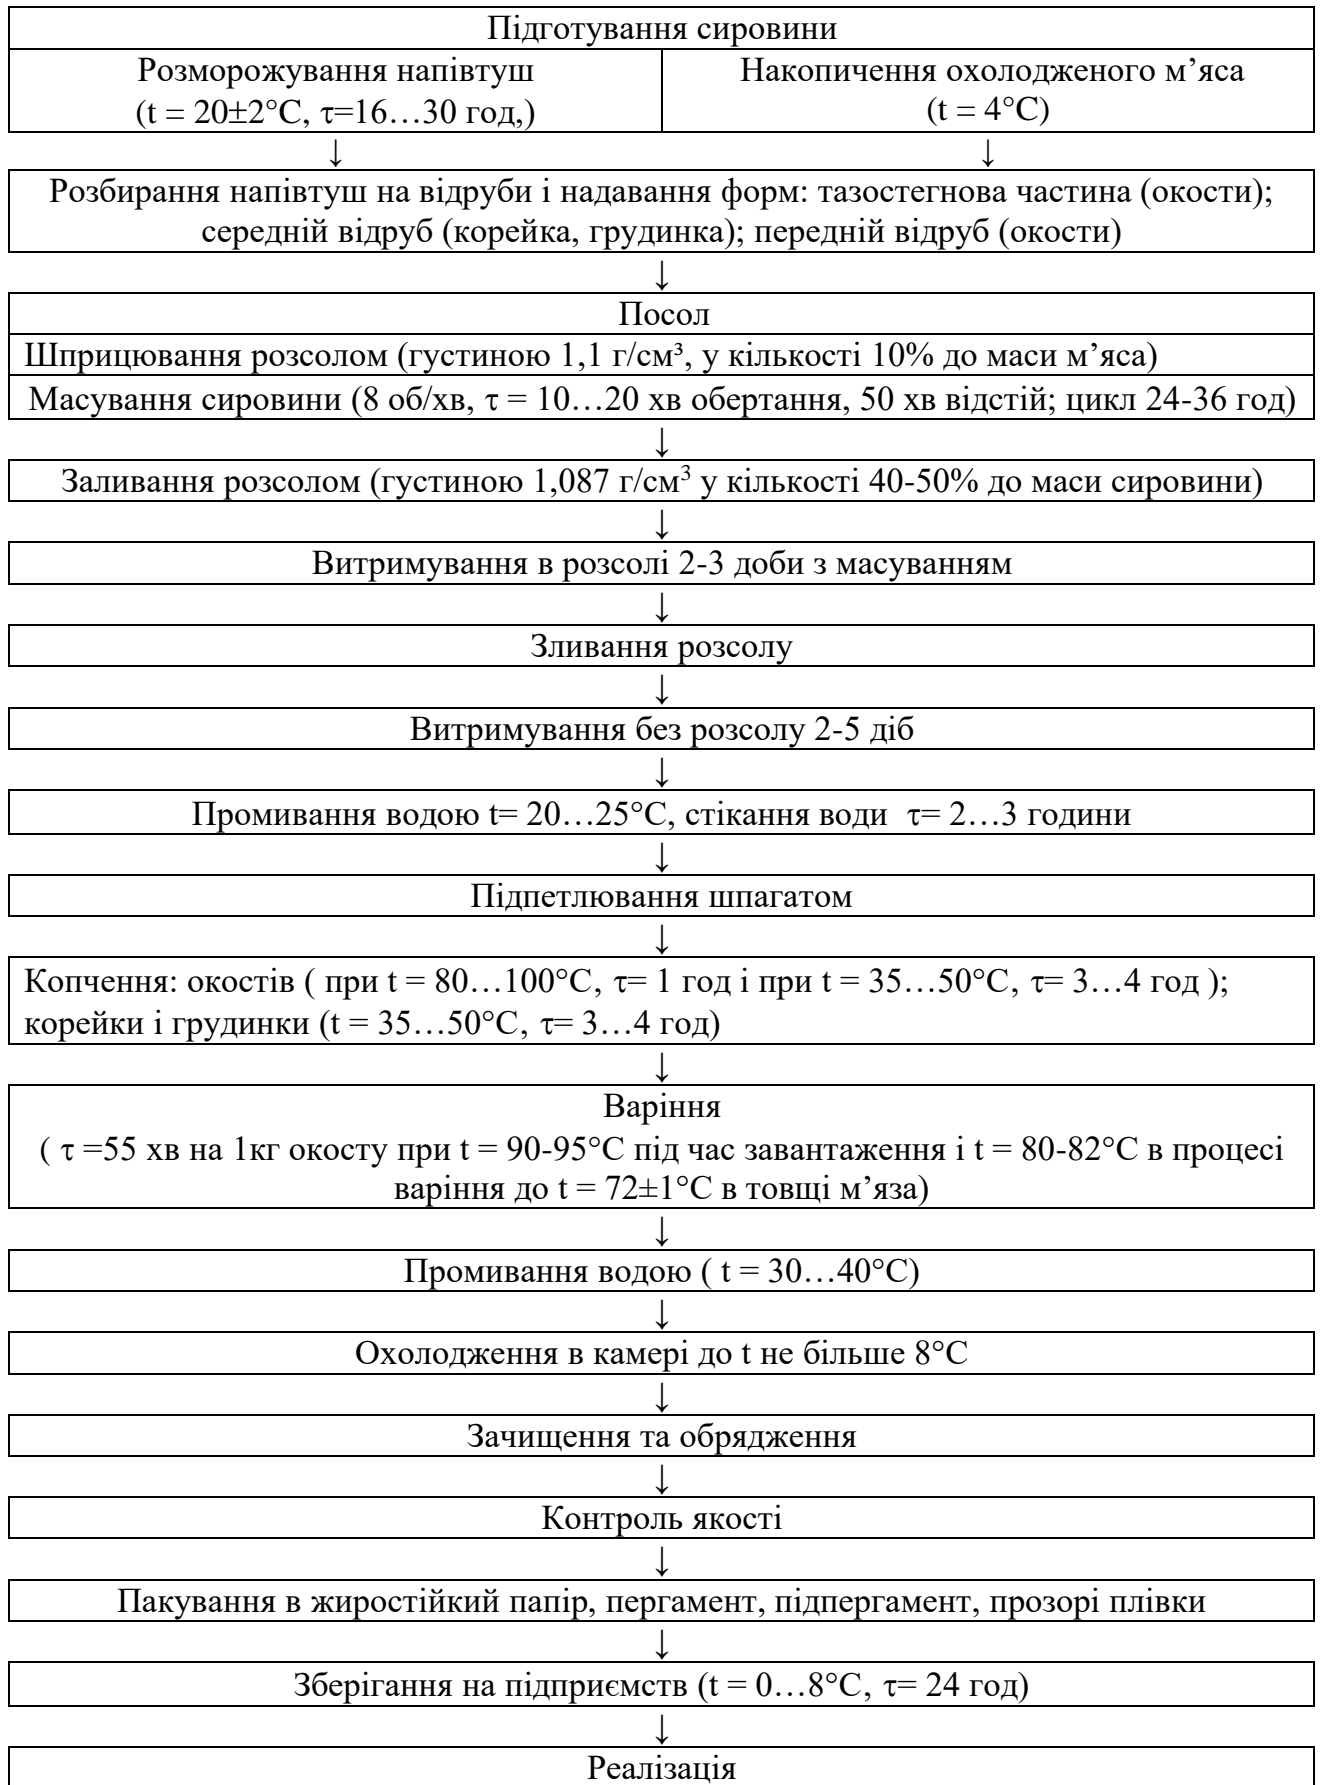 Підготування сировини
Розморожування напівтуш
(t = 20±2°С, τ=16…30 год,)
Накопичення охолодженого м’яса
(t = 4°С)
↓ ↓
Розбирання напівтуш на відруби і надавання форм: тазостегнова частина (окости);
середній відруб (корейка, грудинка); передній відруб (окости)
↓
Посол
Шприцювання розсолом (густиною 1,1 г/см³, у кількості 10% до маси м’яса)
Масування сировини (8 об/хв, τ = 10…20 хв обертання, 50 хв відстій; цикл 24-36 год)
↓
Заливання розсолом (густиною 1,087 г/см³ у кількості 40-50% до маси сировини)
↓
Витримування в розсолі 2-3 доби з масуванням
↓
Зливання розсолу
↓
Витримування без розсолу 2-5 діб
↓
Промивання водою t= 20…25°С, стікання води τ= 2…3 години
↓
Підпетлювання шпагатом
↓
Копчення: окостів ( при t = 80…100°С, τ= 1 год і при t = 35…50°С, τ= 3…4 год );
корейки і грудинки (t = 35…50°С, τ= 3…4 год)
↓
Варіння
( τ =55 хв на 1кг окосту при t = 90-95°С під час завантаження і t = 80-82°С в процесі
варіння до t = 72±1°С в товщі м’яза)
↓
Промивання водою ( t = 30…40°С)
↓
Охолодження в камері до t не більше 8°С
↓
Зачищення та обрядження
↓
Контроль якості
↓
Пакування в жиростійкий папір, пергамент, підпергамент, прозорі плівки
↓
Зберігання на підприємств (t = 0…8°С, τ= 24 год)
↓
Реалізація